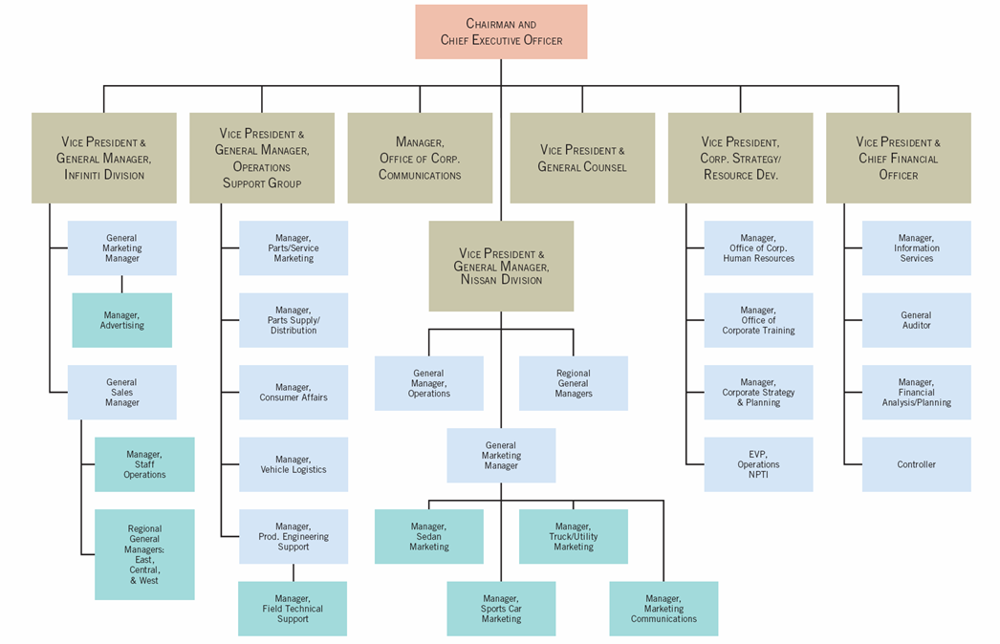 Chairman and
Chief Executive Officer
Vice President &
General Manager,
Infiniti Division
Vice President &
General Manager,
Operations
Support Group
Manager,
Office of Corp.
Communications
Vice President &
General Counsel
Vice President,
Corp. Strategy/
Resource Dev.
Vice President &
Chief Financial
Officer
General
Marketing
Manager
Manager,
Advertising
General
Sales
Manager
Manager,
Staff
Operations
Regional
General
Managers:
East,
Central,
& West
Manager,
Parts/Service
Marketing
Manager,
Parts Supply/
Distribution
Manager,
Consumer Affairs
Manager,
Vehicle Logistics
Manager,
Prod. Engineering
Support
Manager,
Field Technical
Support
Vice President &
General Manager,
Nissan Division
General
Manager,
Operations
Regional
General
Managers
General
Marketing
Manager
Manager,
Sedan
Marketing
Manager,
Truck/Utility
Marketing
Manager,
Sports Car
Marketing
Manager,
Marketing
Communications
Manager,
Office of Corp.
Human Resources
Manager,
Office of
Corporate Training
Manager,
Corporate Strategy
& Planning
EVP,
Operations
NPTI
Manager,
Information
Services
General
Auditor
Manager,
Financial
Analysis/Planning
Controller